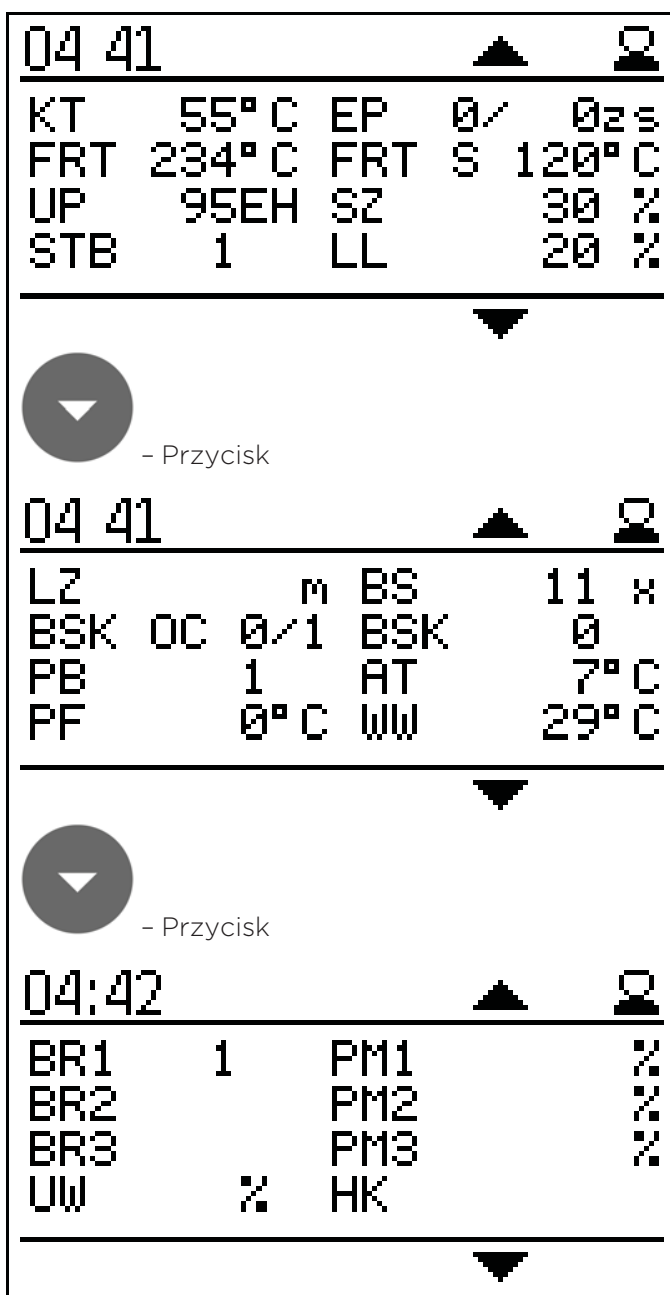 04 41
KT 55°C EP 0/ 0zs
FRT 234°C FRT S 120°C
UP 95EH SZ 30 %
STB 1 LL 20 %
– Przycisk
04 41
LZ m BS 11 x
BSK OC 0/1 BSK 0
PB 1 AT 7°C
PF 0°C WW 29°C
– Przycisk
04:42
BR1 1 PM1 %
BR2 PM2 %
BR3 PM3 %
UW % HK